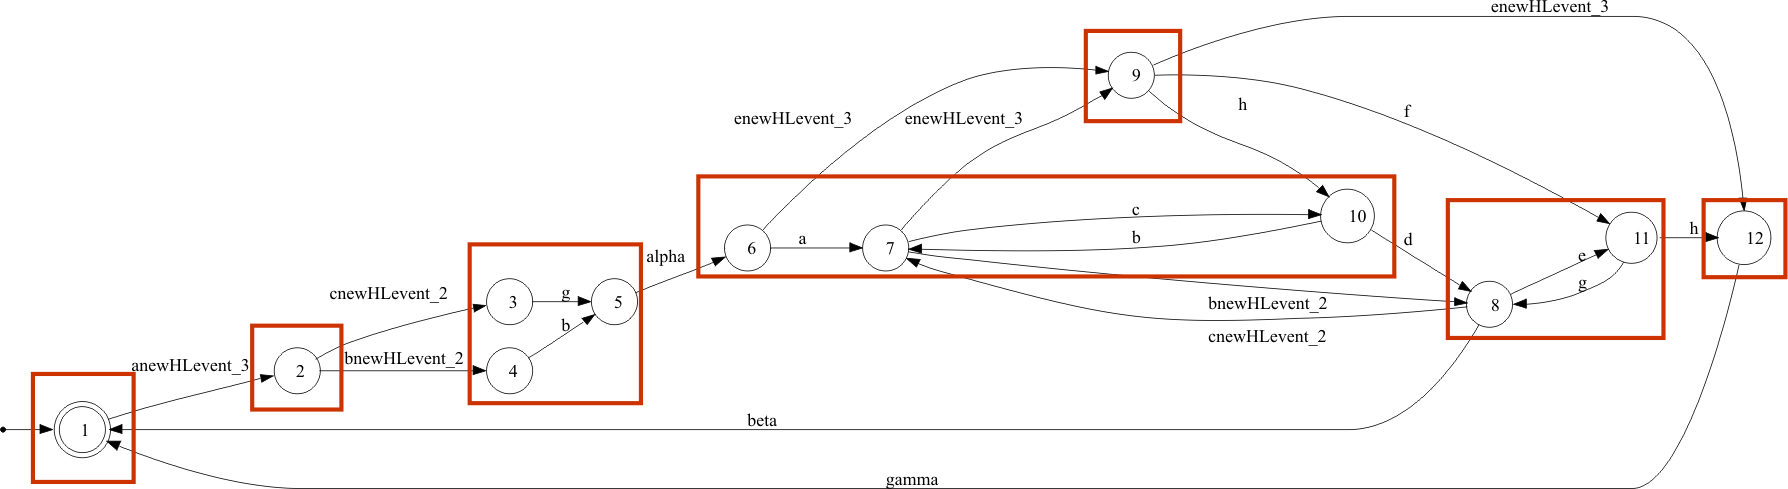 enewHLevent_3
9
h
f
enewHLevent_3
enewHLevent_3
c
10
b
d
6
a
7
11
h
12
alpha
e
g
cnewHLevent_2
3
g
5
bnewHLevent_2
8
b
cnewHLevent_2
anewHLevent_3
2
bnewHLevent_2
4
1
beta
gamma